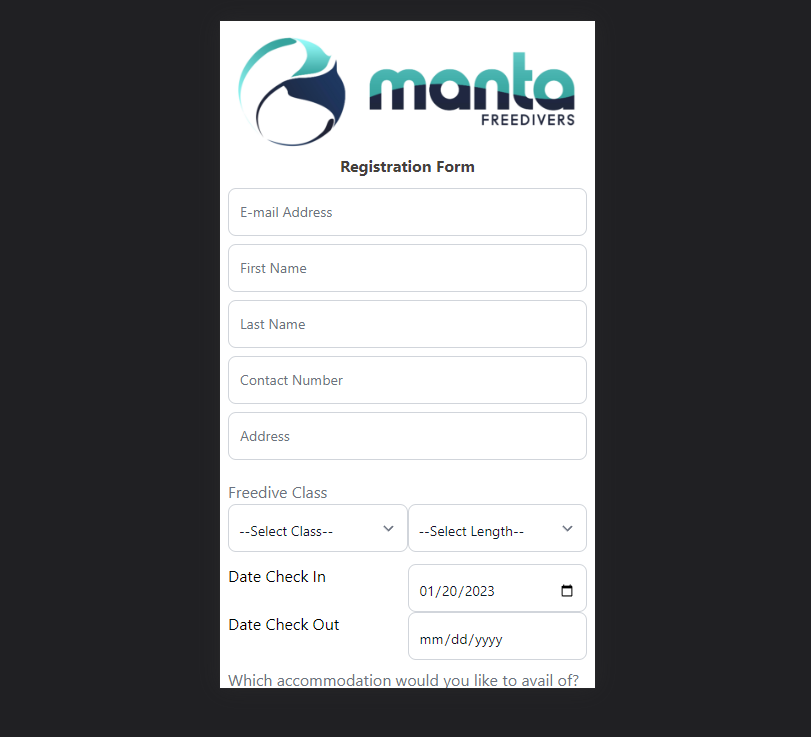 manta
FREEDIVERS
Registration Form
E-mail Address
First Name
Last Name
Contact Number
Address
Freedive Class
--Select Class-- --Select Length--
Date Check In 01/20/2023
Date Check Out mm/dd/yyyy
Which accommodation would you like to avail of?